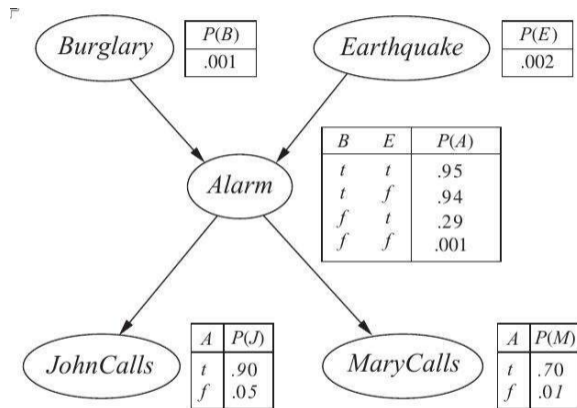 Burglary
P(B)
.001
Earthquake
P(E)
.002
Alarm
B E P(A)
t t .95
t f .94
f t .29
f f .001
JohnCalls
A P(J)
t .90
f .05
MaryCalls
A P(M)
t .70
f .01